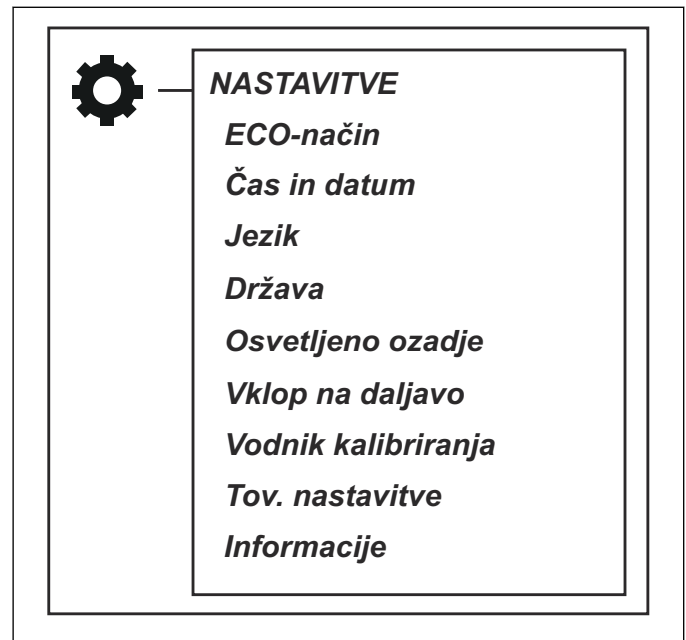 NASTAVITVE
ECO-način
Čas in datum
Jezik
Država
Osvetljeno ozadje
Vklop na daljavo
Vodnik kalibriranja
Tov. nastavitve
Informacije